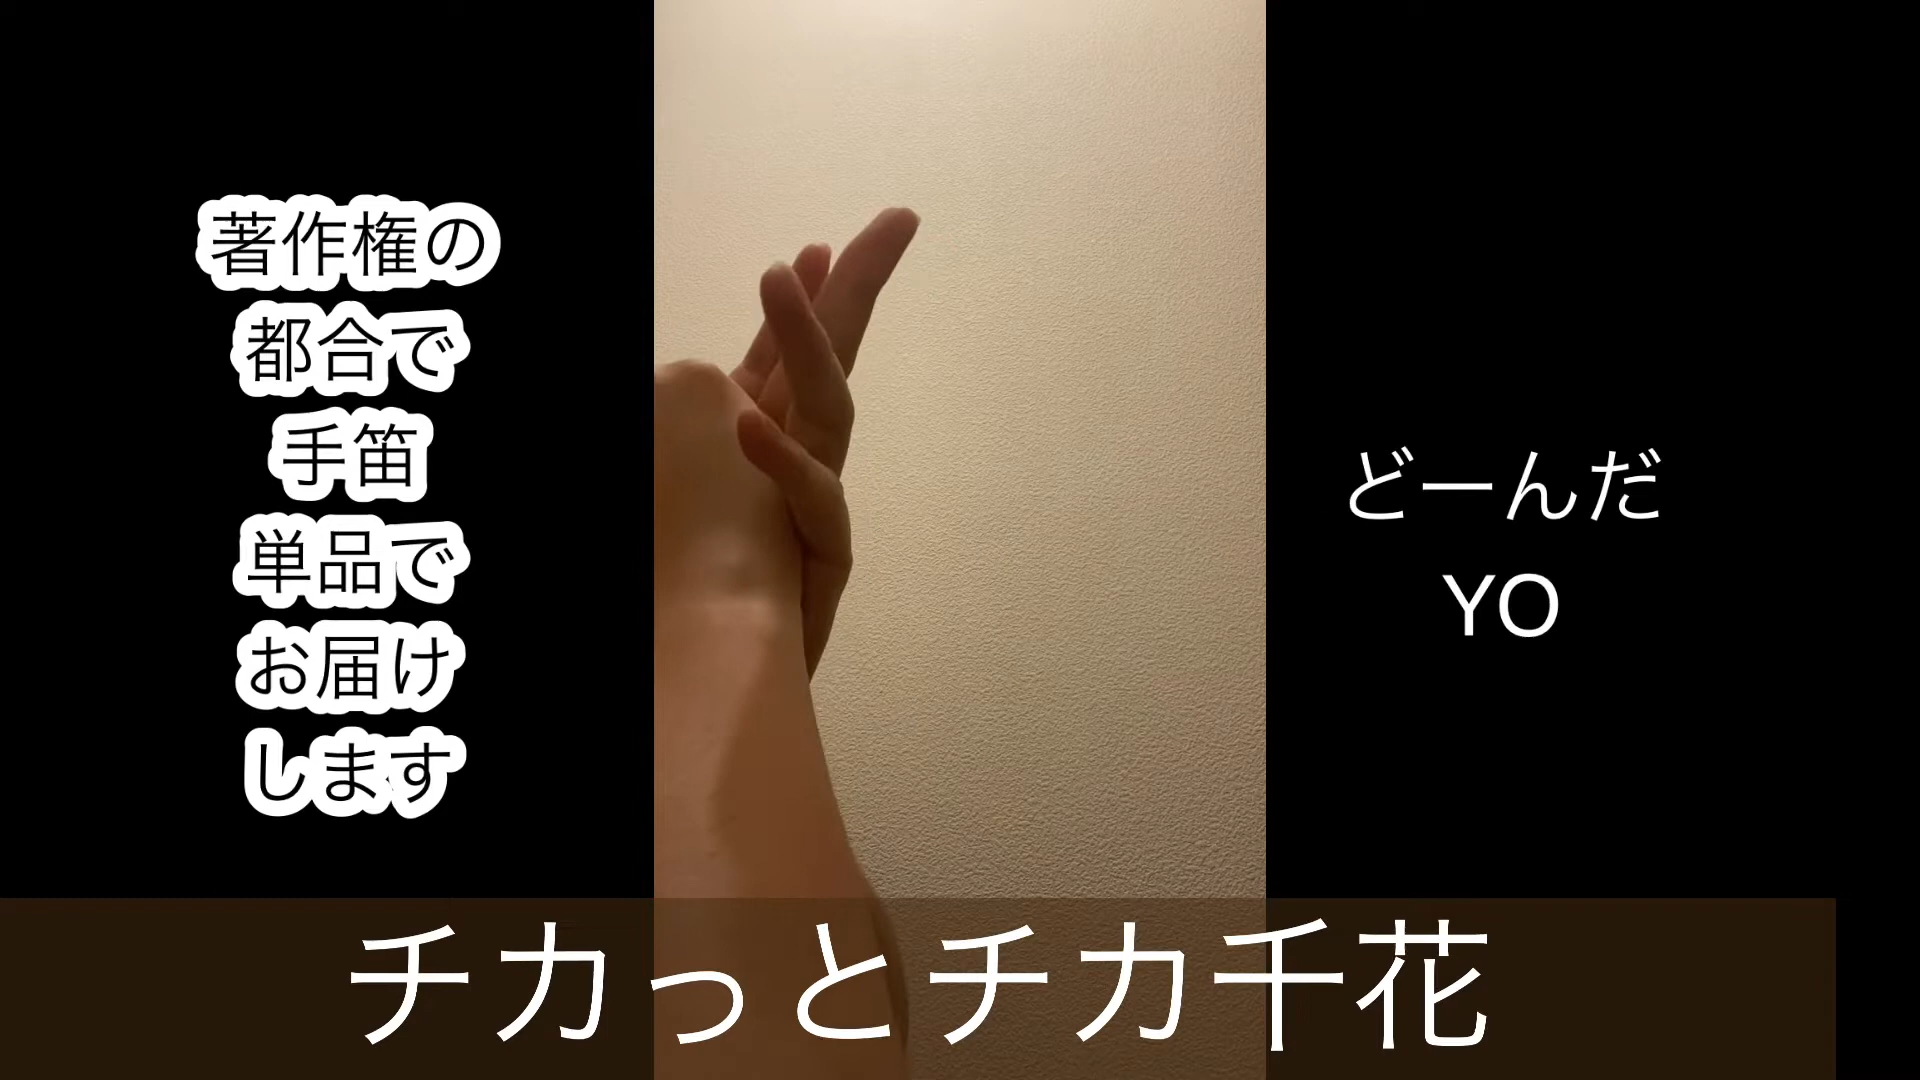 著作権の
都合で
手笛
単品で
お届け
します
どーんだ
YO
チカっとチカ千花